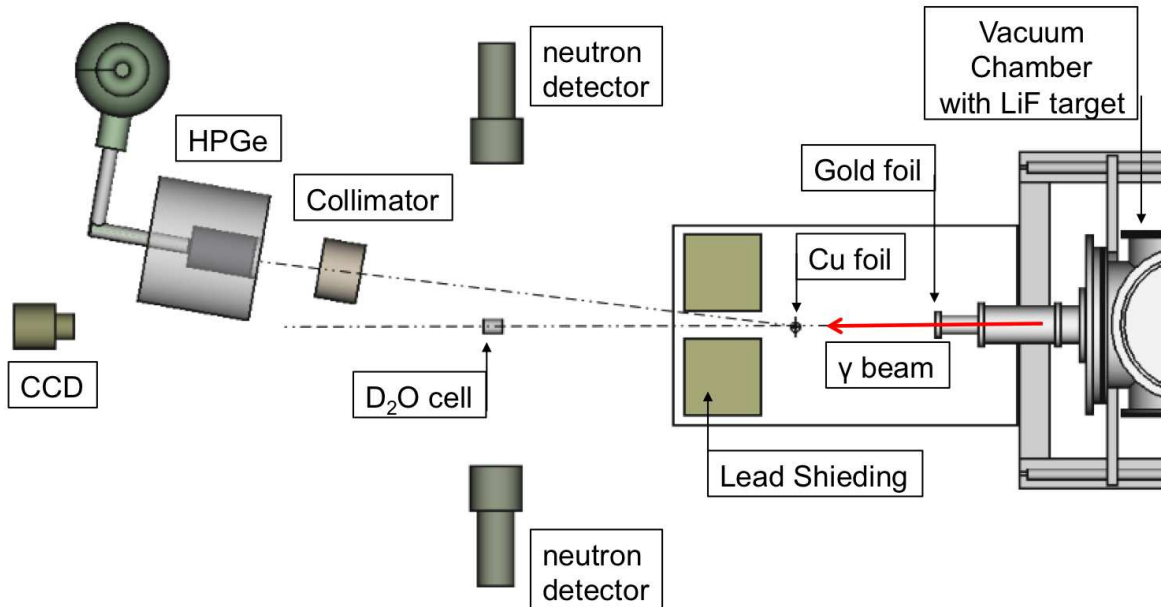 Vacuum
Chamber
with LiF target
neutron
detector
HPGe
Gold foil
Collimator
Cu foil
CCD
D₂O cell
γ beam
Lead Shieding
neutron
detector